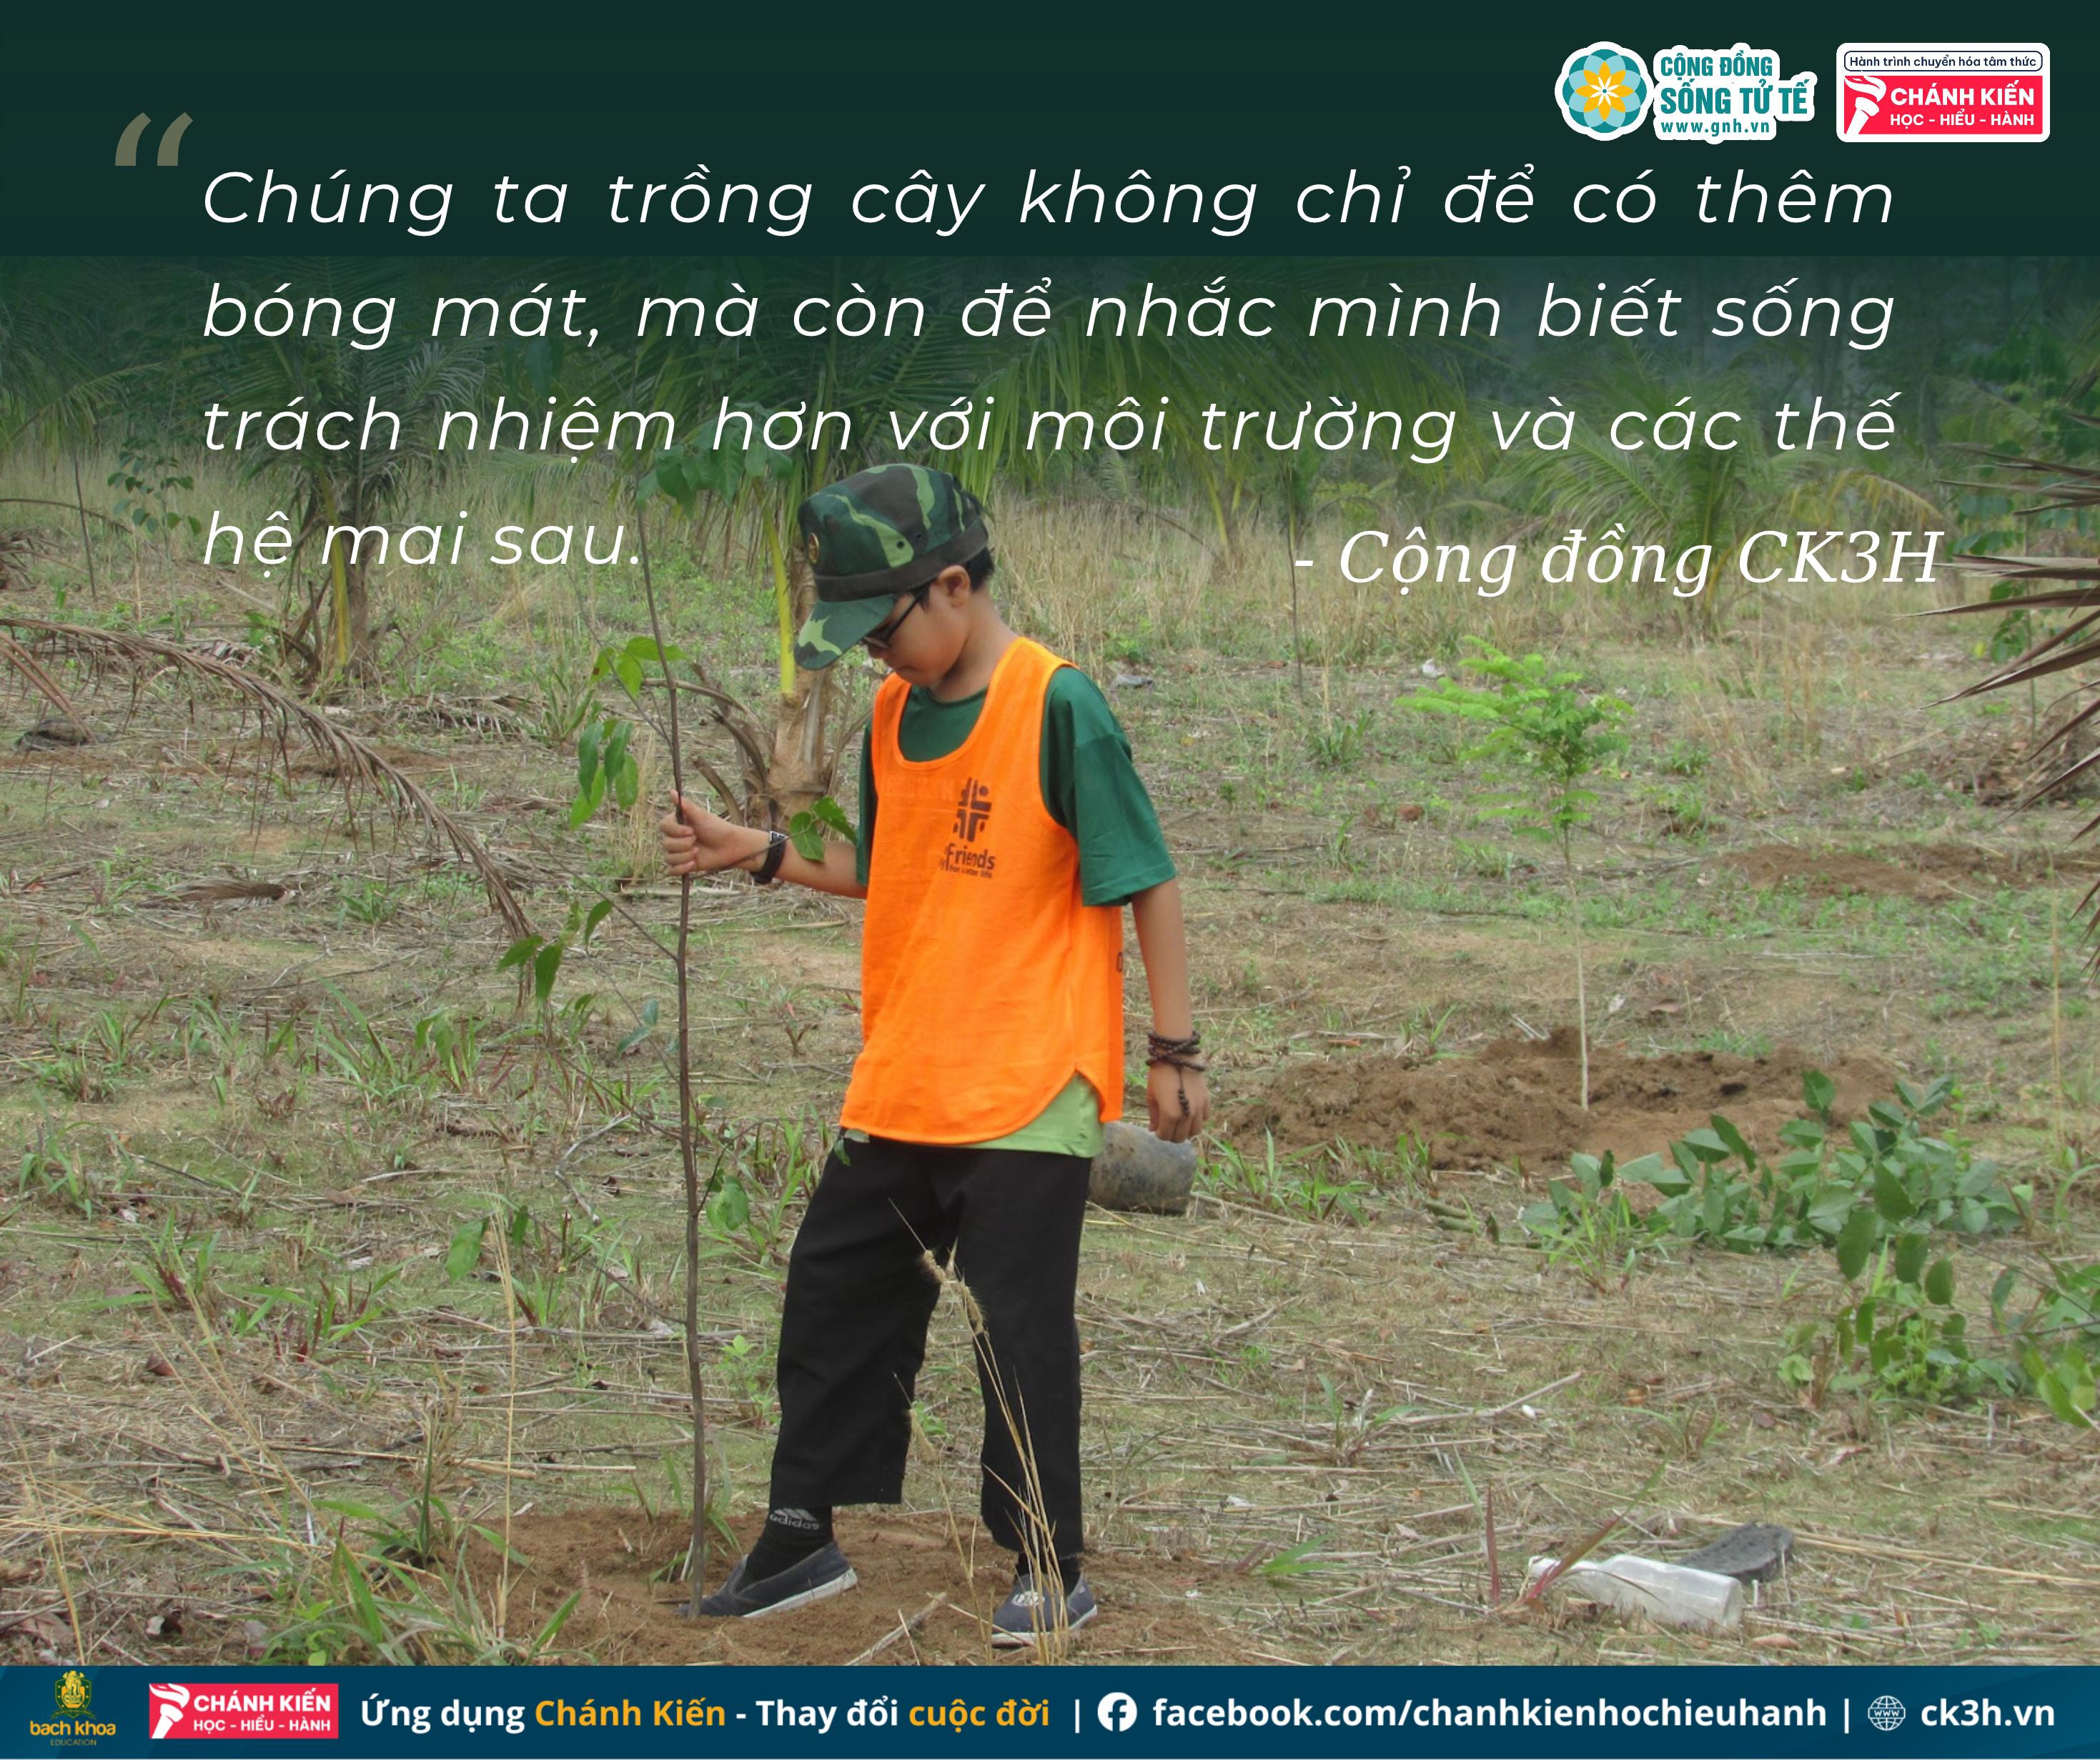 CỘNG ĐỒNG
SỐNG TỬ TẾ
www.gnh.vn
Hành trình chuyển hóa tâm thức
CHÁNH KIẾN
HỌC - HIỂU - HÀNH
“
Chúng ta trồng cây không chỉ để có thêm
bóng mát, mà còn để nhắc mình biết sống
trách nhiệm hơn với môi trường và các thế
hệ mai sau.
- Cộng đồng CK3H
Friends
adidas
bach khoa
EDUCATION
CHÁNH KIẾN
HỌC - HIỂU - HÀNH
Ứng dụng Chánh Kiến - Thay đổi cuộc đời | facebook.com/chanhkienhochieuhanh | www ck3h.vn